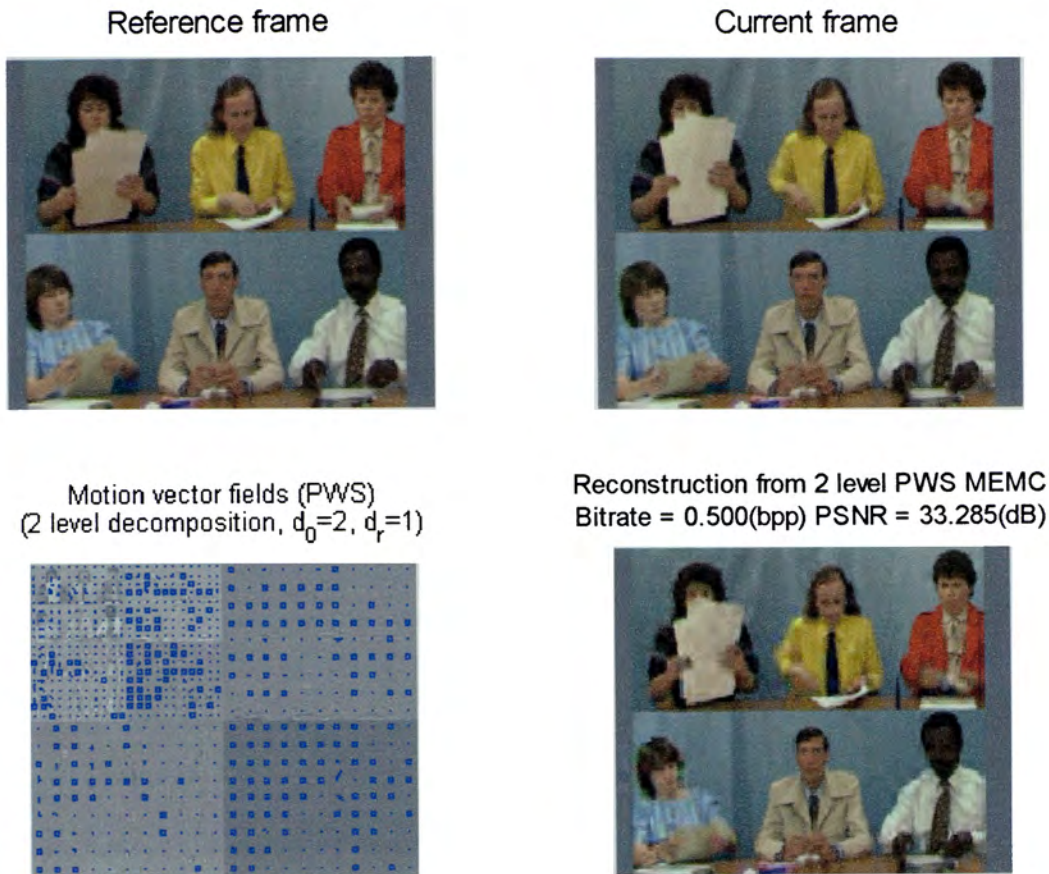 Reference frame
Current frame
Motion vector fields (PWS)
(2 level decomposition, d₀=2, dᵣ=1)
Reconstruction from 2 level PWS MEMC
Bitrate = 0.500(bpp) PSNR = 33.285(dB)